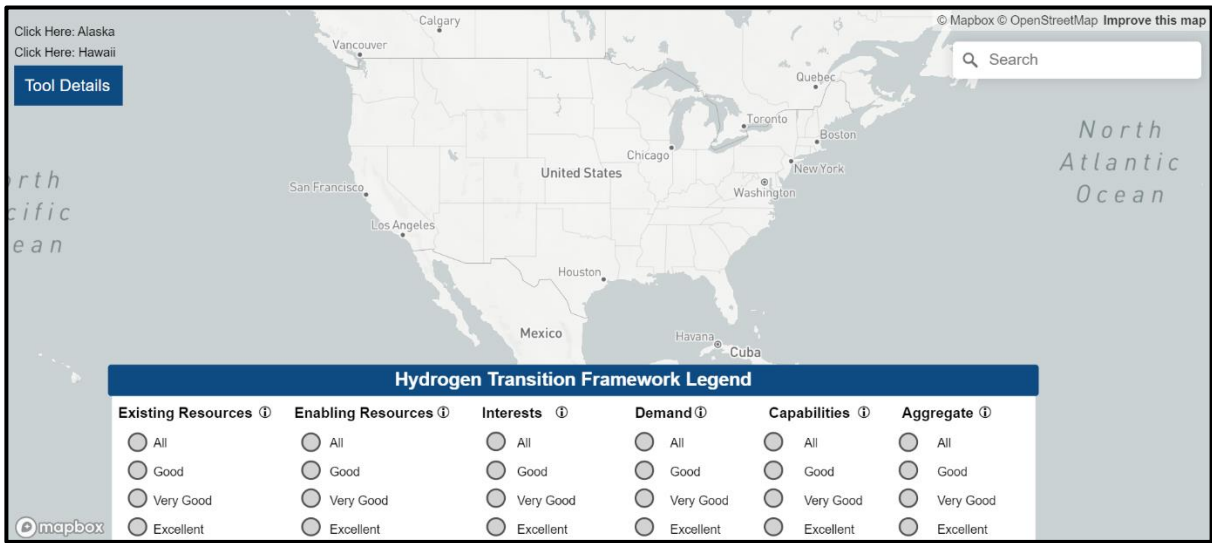 Click Here: Alaska
Click Here: Hawaii
Tool Details
© Mapbox © OpenStreetMap Improve this map
Search
Calgary
Vancouver
Quebec
Toronto
Boston
Chicago
New York
United States
Washington
San Francisco
Los Angeles
Houston
Mexico
Havana
Cuba
North
Atlantic
Ocean
rth
cific
ean
Hydrogen Transition Framework Legend
Existing Resources ⓘ Enabling Resources ⓘ Interests ⓘ Demand ⓘ Capabilities ⓘ Aggregate ⓘ
All All All All All All
Good Good Good Good Good Good
Very Good Very Good Very Good Very Good Very Good Very Good
Excellent Excellent Excellent Excellent Excellent Excellent
mapbox